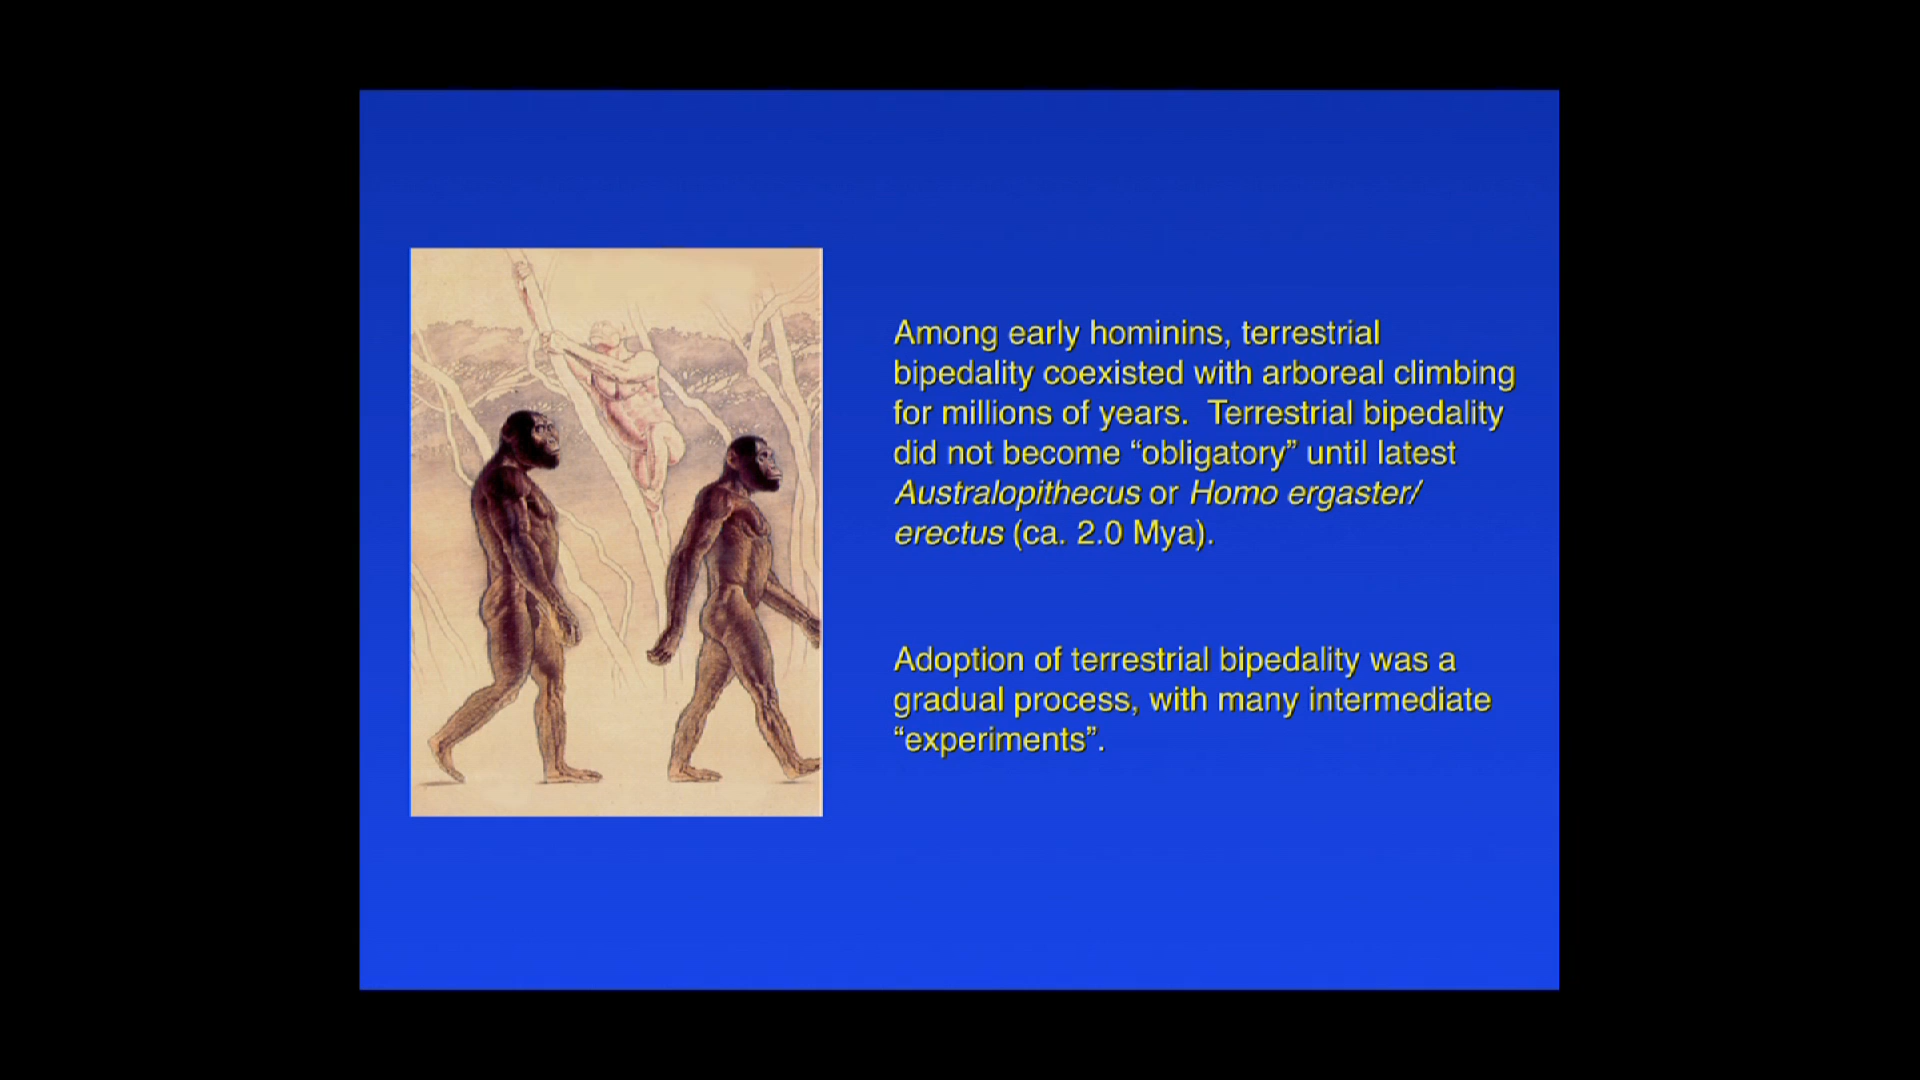 Among early hominins, terrestrial
bipedality coexisted with arboreal climbing
for millions of years.  Terrestrial bipedality
did not become “obligatory” until latest
Australopithecus or Homo ergaster/
erectus (ca. 2.0 Mya).
Adoption of terrestrial bipedality was a
gradual process, with many intermediate
“experiments”.